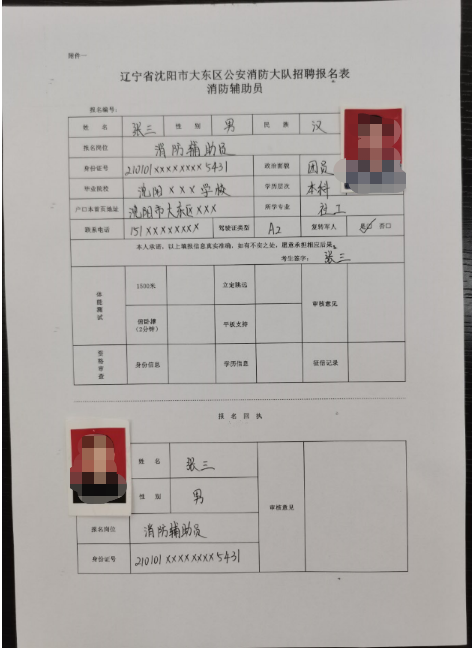 附件一
辽宁省沈阳市大东区公安消防大队招聘报名表
消防辅助员
报名编号:
姓 名 张三 性 别 男 民 族 汉
报名岗位 消防辅助员
身份证号 210101xxxxxxxx5431 政治面貌 团员
毕业院校 沈阳xxx学校 学历层次 本科
户口本首页地址 沈阳市大东区xxx 所学专业 社工
联系电话 151xxxxxxxx 驾驶证类型 A2 复转军人 是☑ 否口
本人承诺:以上填报信息真实准确,如有不实之处,愿意承担相应后果。
考生签字: 张三
体能测试 1500米 立定跳远 审核意见
俯卧撑(2分钟) 平板支持
资格审查 身份信息 学历信息 征信记录
报 名 回 执
姓 名 张三 审核意见
性 别 男
报名岗位 消防辅助员
身份证号 210101xxxxxxxx5431